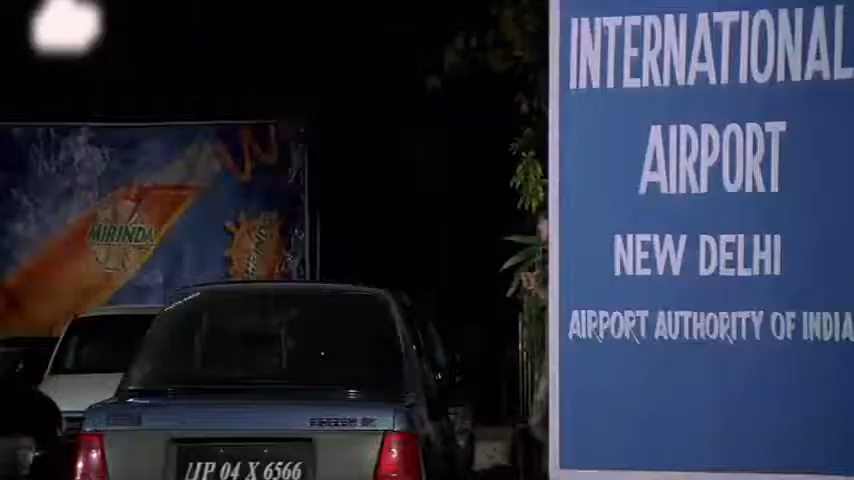 INTERNATIONAL
AIRPORT
NEW DELHI
AIRPORT AUTHORITY OF INDIA
MIRINDA
UP 04 X 6566